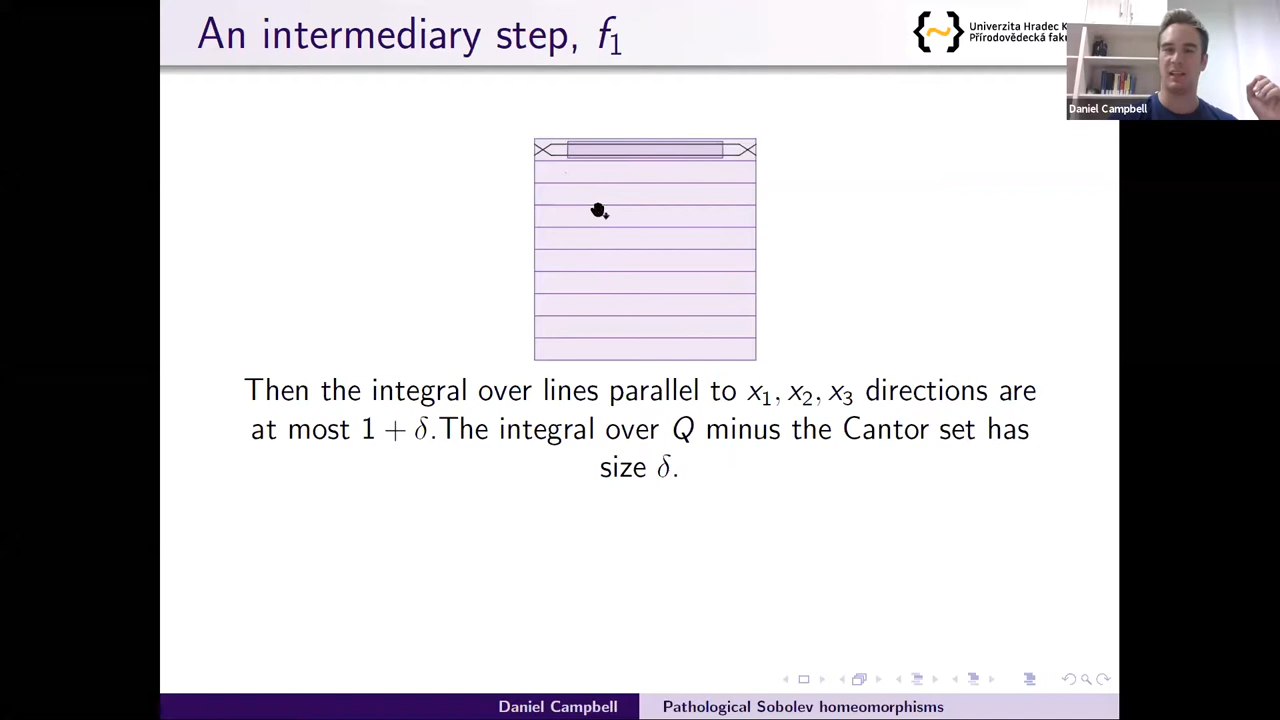 An intermediary step, f₁
Univerzita Hradec K
Přírodovědecká fak
Daniel Campbell
Then the integral over lines parallel to x₁, x₂, x₃ directions are
at most 1 + δ.The integral over Q minus the Cantor set has
size δ.
Daniel Campbell
Pathological Sobolev homeomorphisms